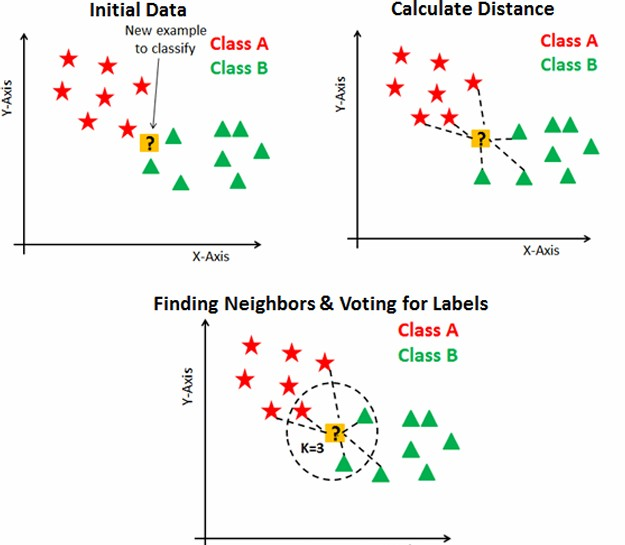 Initial Data
New example
to classify
Class A
Class B
Y-Axis
?
X-Axis
Calculate Distance
Class A
Class B
Y-Axis
?
X-Axis
Finding Neighbors & Voting for Labels
Class A
Class B
Y-Axis
?
K=3